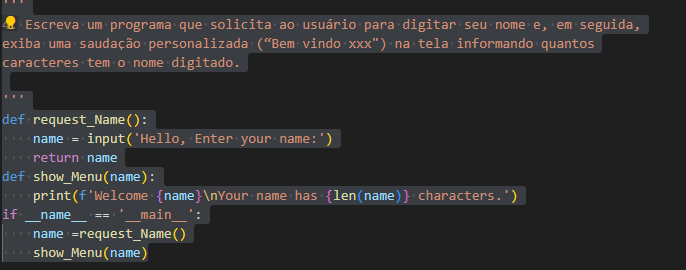 '''
Escreva um programa que solicita ao usuário para digitar seu nome e, em seguida,
exiba uma saudação personalizada (“Bem vindo xxx") na tela informando quantos
caracteres tem o nome digitado.
'''
def request_Name():
    name = input('Hello, Enter your name:')
    return name
def show_Menu(name):
    print(f'Welcome {name}\nYour name has {len(name)} characters.')
if __name__ == '__main__':
    name =request_Name()
    show_Menu(name)